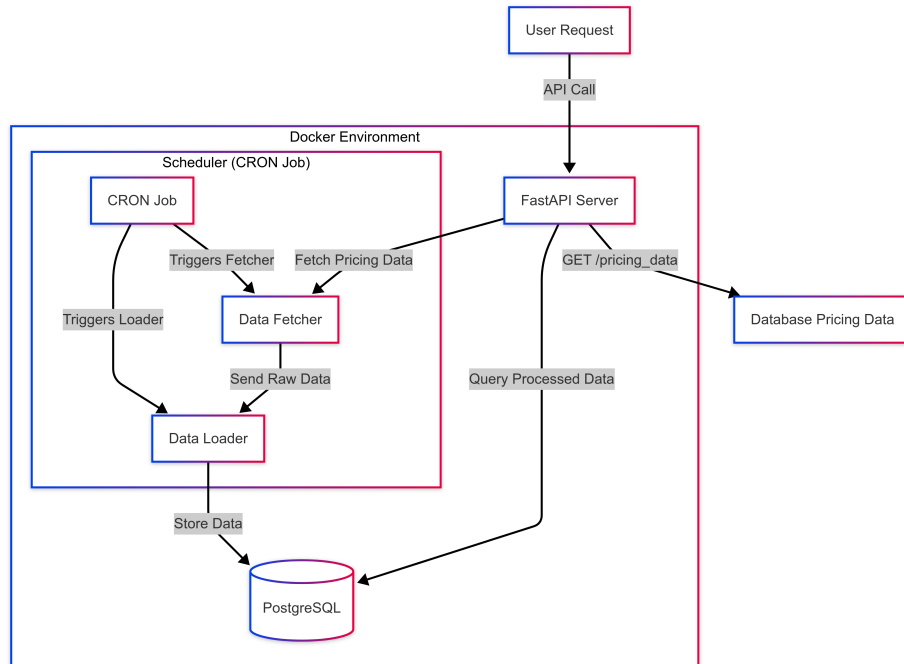 User Request
API Call
Docker Environment
Scheduler (CRON Job)
CRON Job
FastAPI Server
Triggers Fetcher
Fetch Pricing Data
GET /pricing_data
Triggers Loader
Data Fetcher
Database Pricing Data
Send Raw Data
Query Processed Data
Data Loader
Store Data
PostgreSQL